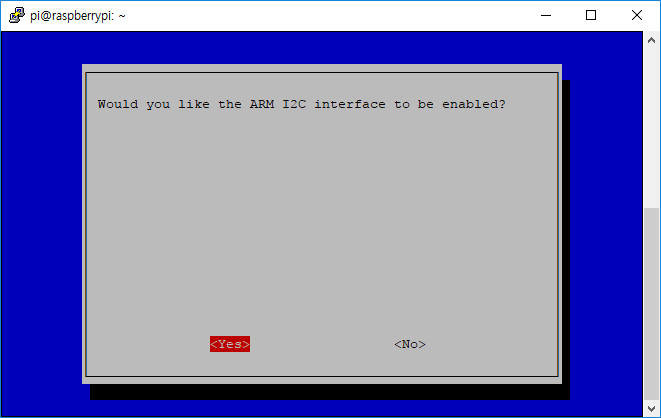 pi@raspberrypi: ~
Would you like the ARM I2C interface to be enabled?
<Yes> <No>